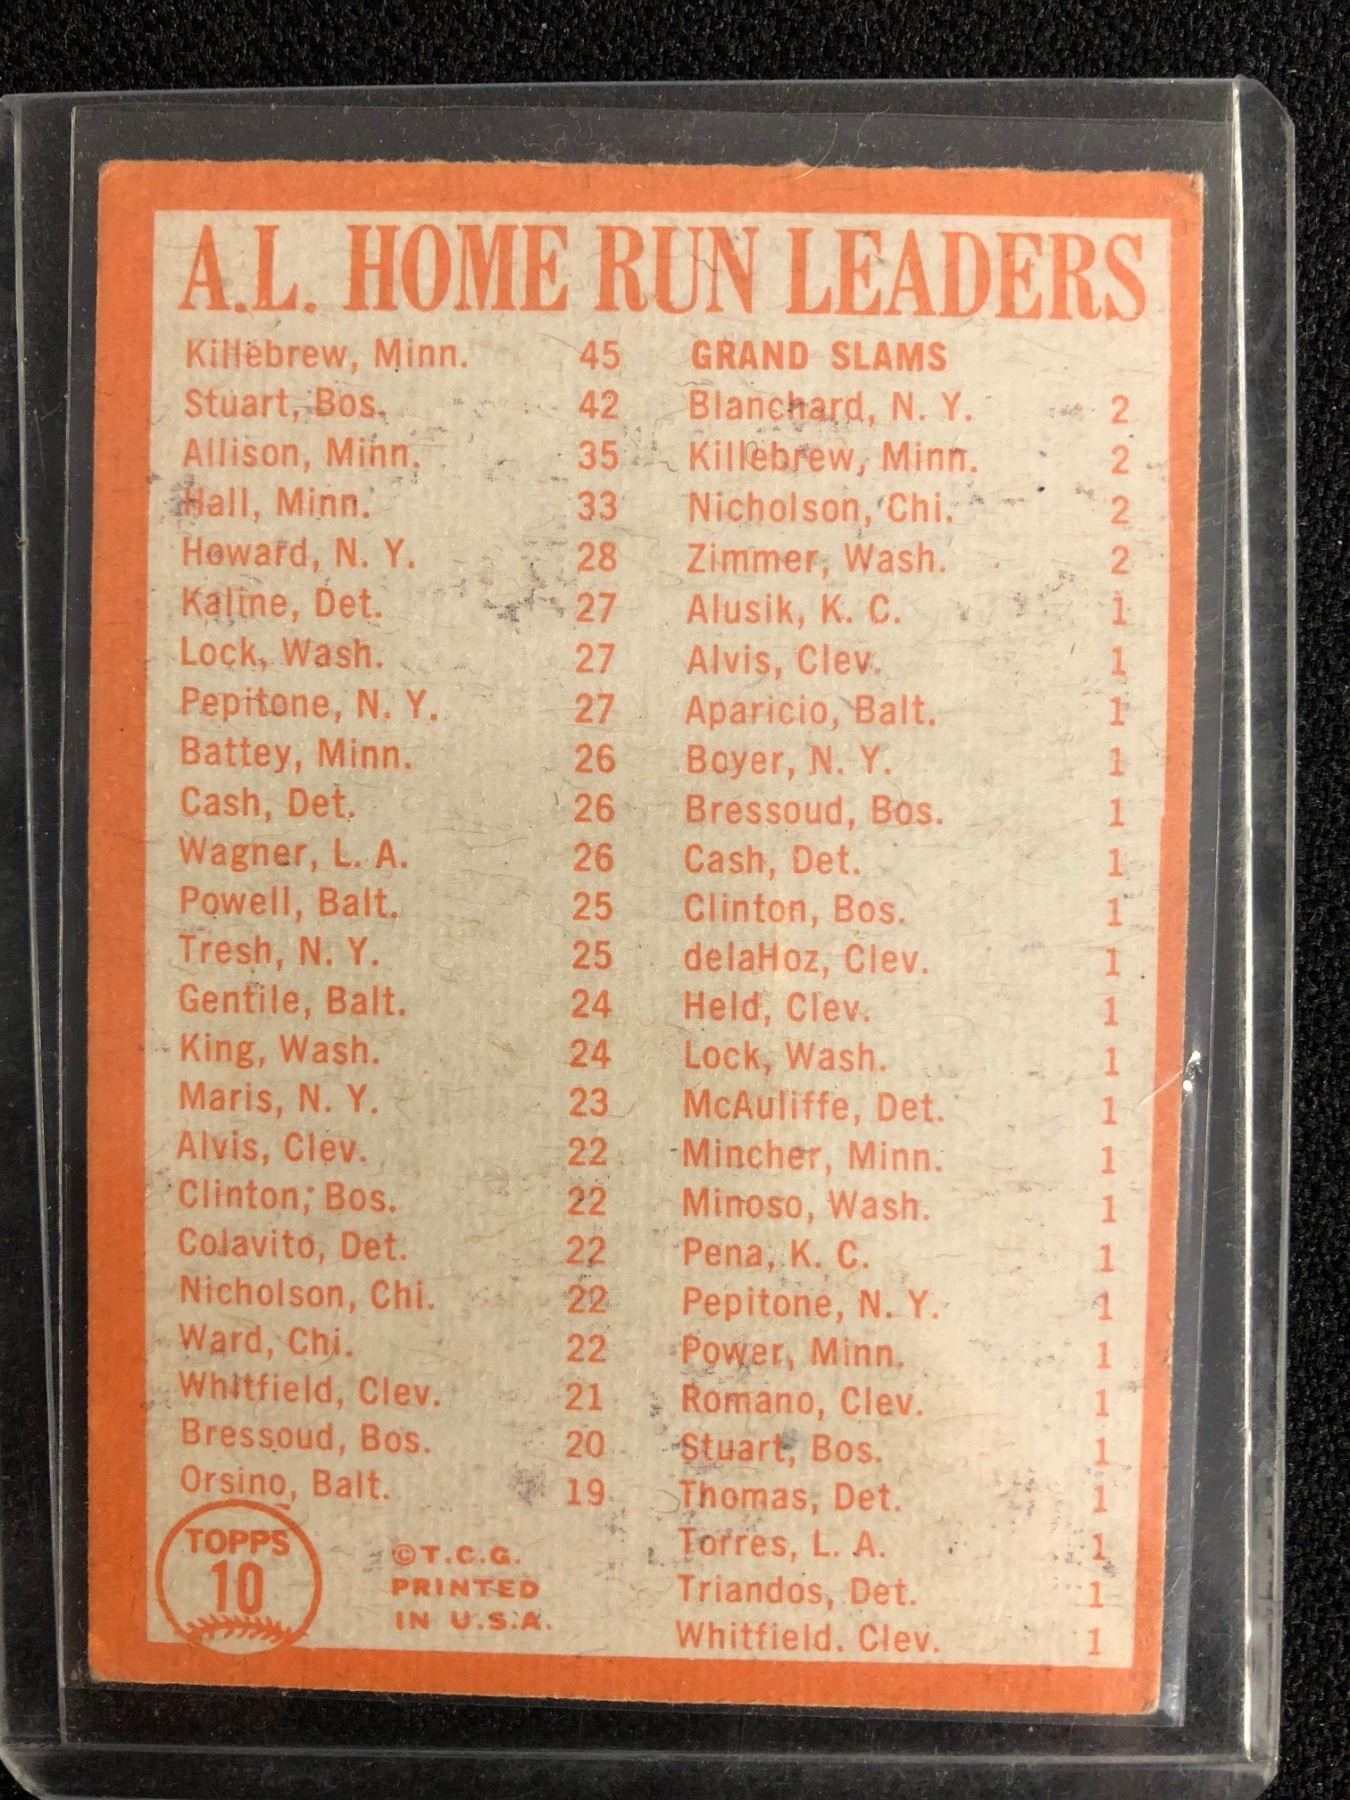 A.L. HOME RUN LEADERS
Killebrew, Minn. 45
Stuart, Bos. 42
Allison, Minn. 35
Hall, Minn. 33
Howard, N. Y. 28
Kaline, Det. 27
Lock, Wash. 27
Pepitone, N. Y. 27
Battey, Minn. 26
Cash, Det. 26
Wagner, L. A. 26
Powell, Balt. 25
Tresh, N. Y. 25
Gentile, Balt. 24
King, Wash. 24
Maris, N. Y. 23
Alvis, Clev. 22
Clinton, Bos. 22
Colavito, Det. 22
Nicholson, Chi. 22
Ward, Chi. 22
Whitfield, Clev. 21
Bressoud, Bos. 20
Orsino, Balt. 19
GRAND SLAMS
Blanchard, N. Y. 2
Killebrew, Minn. 2
Nicholson, Chi. 2
Zimmer, Wash. 2
Alusik, K. C. 1
Alvis, Clev. 1
Aparicio, Balt. 1
Boyer, N. Y. 1
Bressoud, Bos. 1
Cash, Det. 1
Clinton, Bos. 1
delaHoz, Clev. 1
Held, Clev. 1
Lock, Wash. 1
McAuliffe, Det. 1
Mincher, Minn. 1
Minoso, Wash. 1
Pena, K. C. 1
Pepitone, N. Y. 1
Power, Minn. 1
Romano, Clev. 1
Stuart, Bos. 1
Thomas, Det. 1
Torres, L. A. 1
Triandos, Det. 1
Whitfield. Clev. 1
TOPPS
10
©T.C.G.
PRINTED
IN U.S.A.